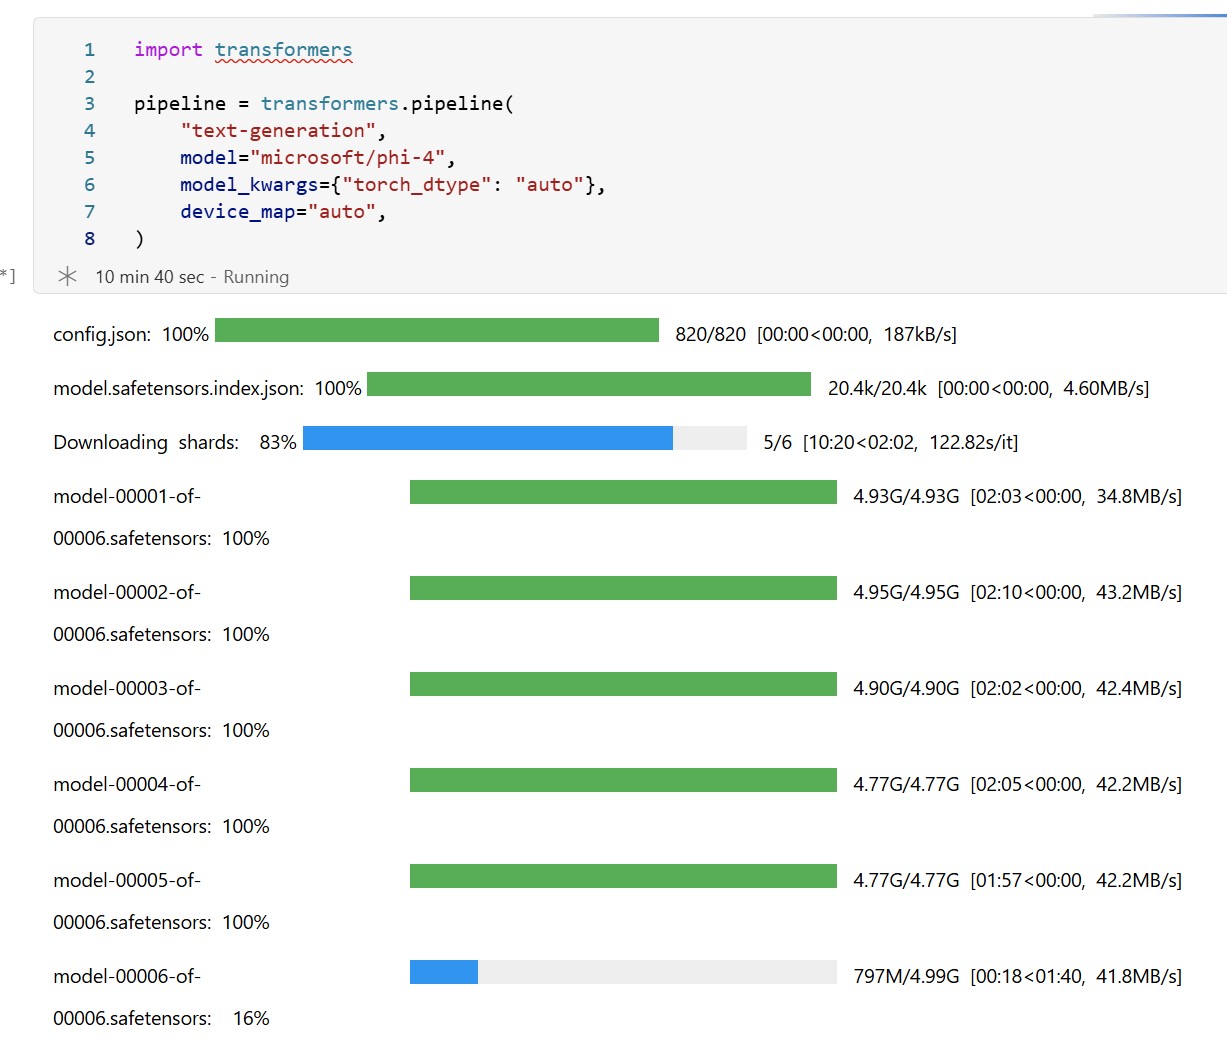 1 import transformers
2
3 pipeline = transformers.pipeline(
4     "text-generation",
5     model="microsoft/phi-4",
6     model_kwargs={"torch_dtype": "auto"},
7     device_map="auto",
8 )
*] 10 min 40 sec - Running
config.json: 100% 820/820 [00:00<00:00, 187kB/s]
model.safetensors.index.json: 100% 20.4k/20.4k [00:00<00:00, 4.60MB/s]
Downloading shards: 83% 5/6 [10:20<02:02, 122.82s/it]
model-00001-of- 4.93G/4.93G [02:03<00:00, 34.8MB/s]
00006.safetensors: 100%
model-00002-of- 4.95G/4.95G [02:10<00:00, 43.2MB/s]
00006.safetensors: 100%
model-00003-of- 4.90G/4.90G [02:02<00:00, 42.4MB/s]
00006.safetensors: 100%
model-00004-of- 4.77G/4.77G [02:05<00:00, 42.2MB/s]
00006.safetensors: 100%
model-00005-of- 4.77G/4.77G [01:57<00:00, 42.2MB/s]
00006.safetensors: 100%
model-00006-of- 797M/4.99G [00:18<01:40, 41.8MB/s]
00006.safetensors: 16%